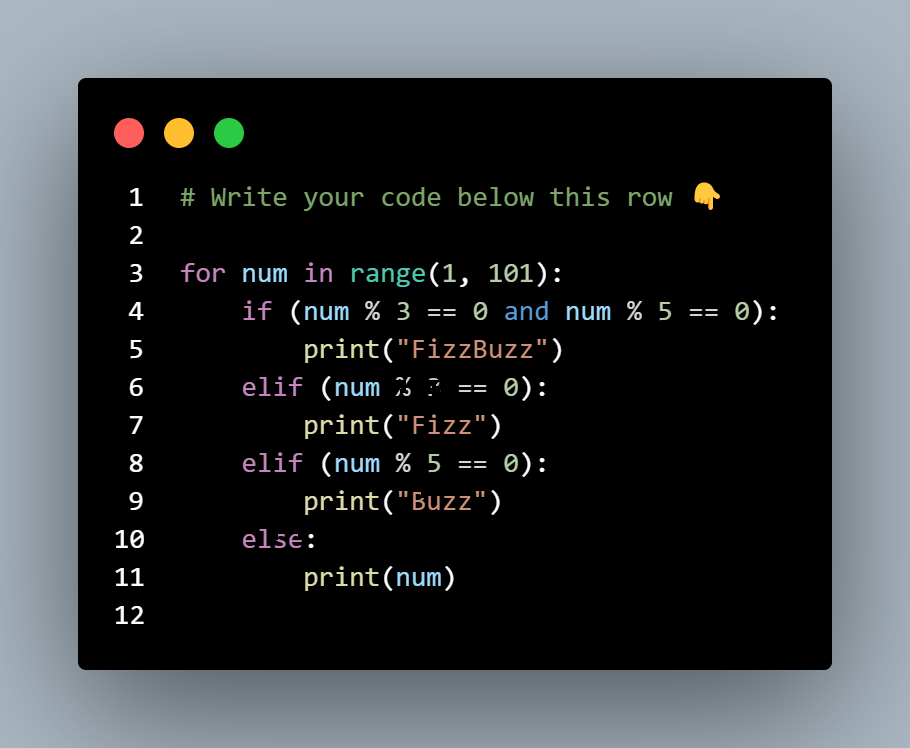 1 # Write your code below this row 👇
2
3 for num in range(1, 101):
4     if (num % 3 == 0 and num % 5 == 0):
5         print("FizzBuzz")
6     elif (num % == 0):
7         print("Fizz")
8     elif (num % 5 == 0):
9         print("Buzz")
10     else:
11         print(num)
12